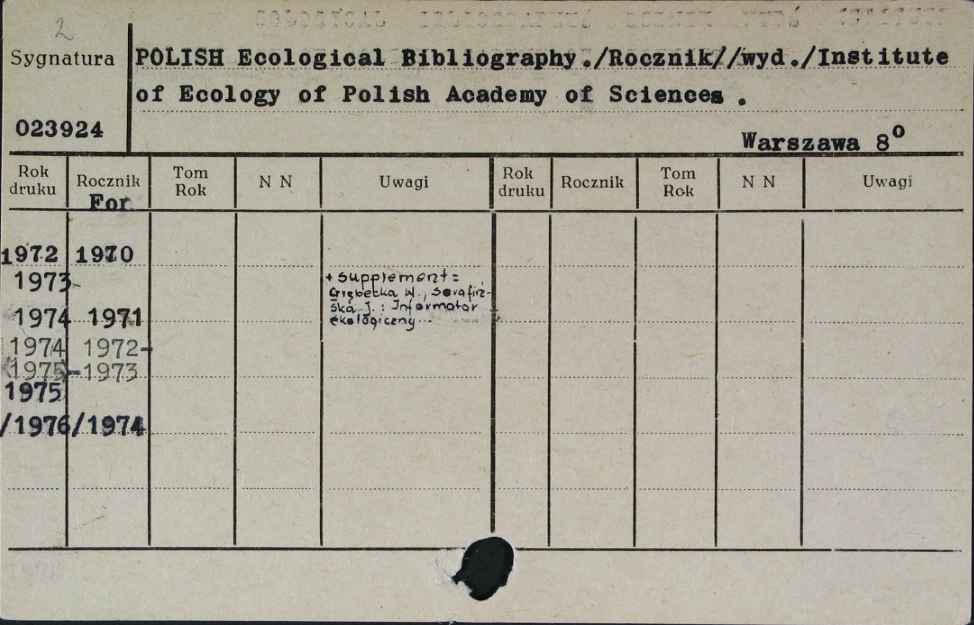 2
Sygnatura
POLISH Ecological Bibliography./Rocznik//wyd./Institute
of Ecology of Polish Academy of Sciences.
023924
Warszawa 8º
Rok druku Rocznik Tom Rok N N Uwagi Rok druku Rocznik Tom Rok N N Uwagi
For
1972 1970
1973- + Supplement:
Grębecka W., Serafiń-
ska J.: Informator
1974 1971 ekologiczny...
1974 1972-
1975 -1973
1975
/1976/1974